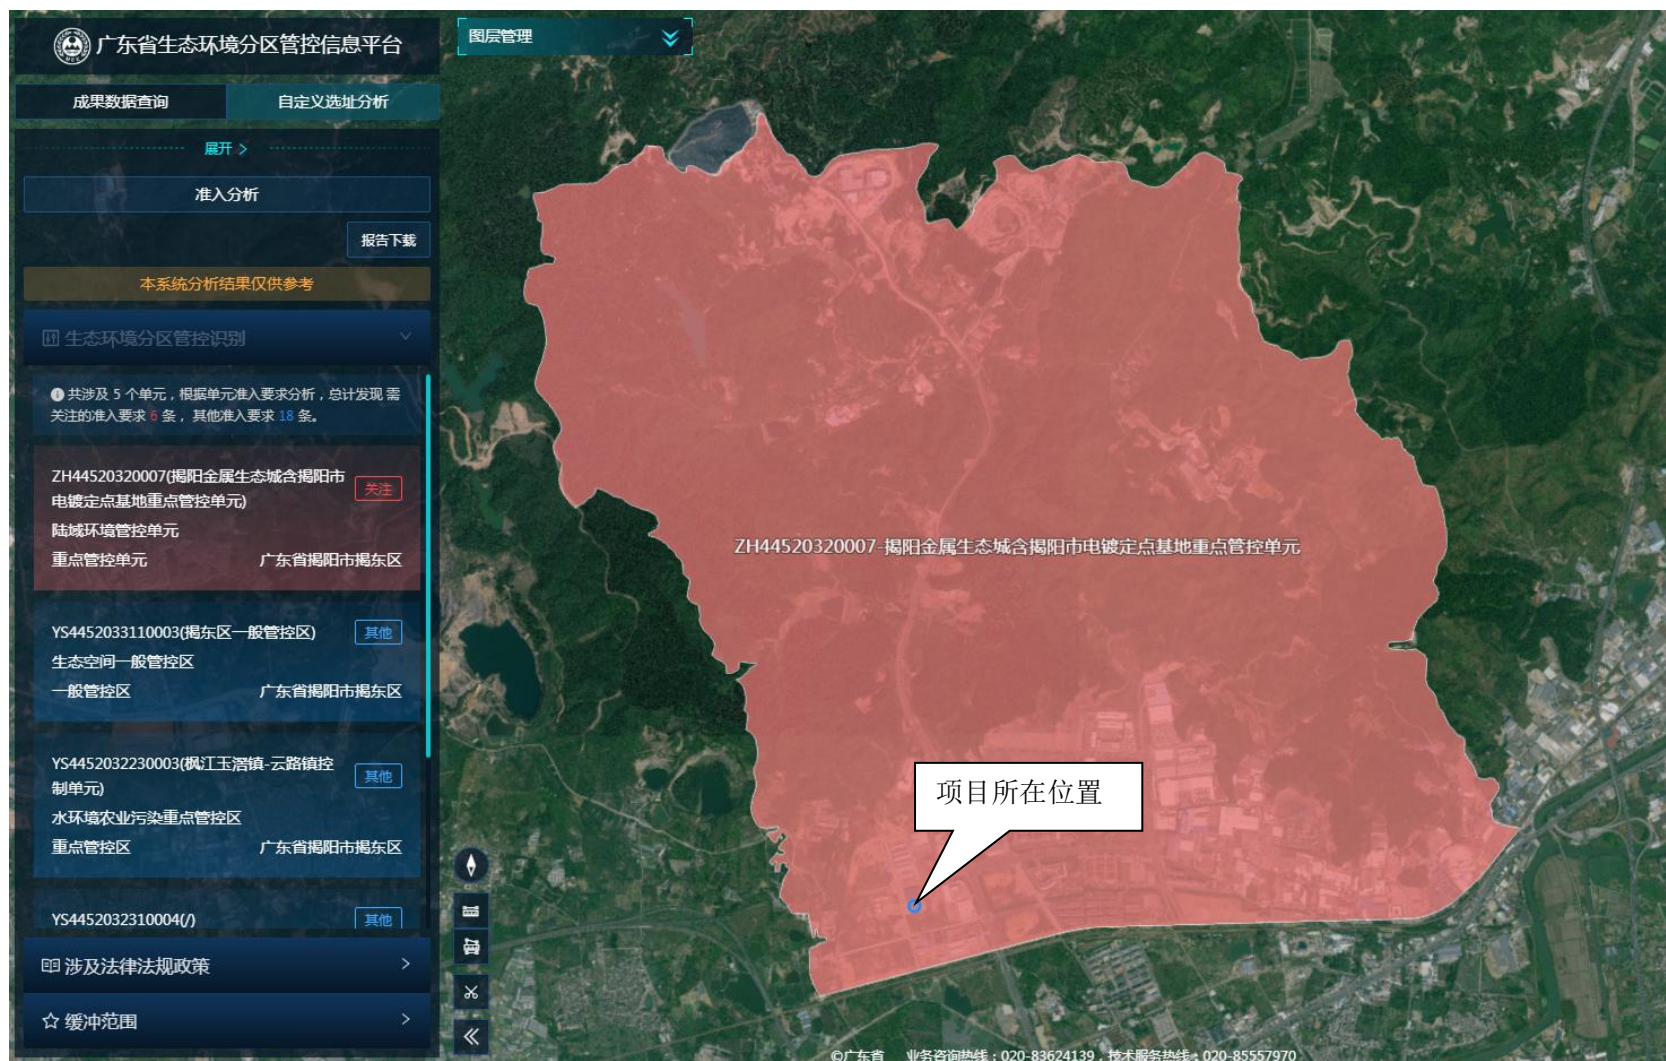 广东省生态环境分区管控信息平台
图层管理
成果数据查询
自定义选址分析
展开 >
准入分析
报告下载
本系统分析结果仅供参考
生态环境分区管控识别
共涉及 5 个单元，根据单元准入要求分析，总计发现 需
关注的准入要求 6 条， 其他准入要求 18 条。
ZH44520320007(揭阳金属生态城含揭阳市
电镀定点基地重点管控单元)
关注
陆域环境管控单元
重点管控单元 广东省揭阳市揭东区
YS4452033110003(揭东区一般管控区)
其他
生态空间一般管控区
一般管控区 广东省揭阳市揭东区
YS4452032230003(枫江玉滘镇-云路镇控
制单元)
其他
水环境农业污染重点管控区
重点管控区 广东省揭阳市揭东区
YS4452032310004(/)
其他
涉及法律法规政策
缓冲范围
ZH44520320007-揭阳金属生态城含揭阳市电镀定点基地重点管控单元
项目所在位置
©广东省 业务咨询热线：020-83624139，技术服务热线：020-85557970